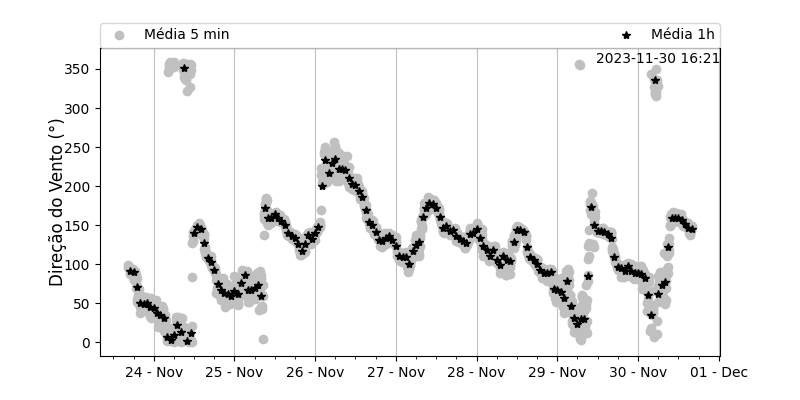 Média 5 min
Média 1h
2023-11-30 16:21
Direção do Vento (°)
350
300
250
200
150
100
50
0
24 - Nov
25 - Nov
26 - Nov
27 - Nov
28 - Nov
29 - Nov
30 - Nov
01 - Dec